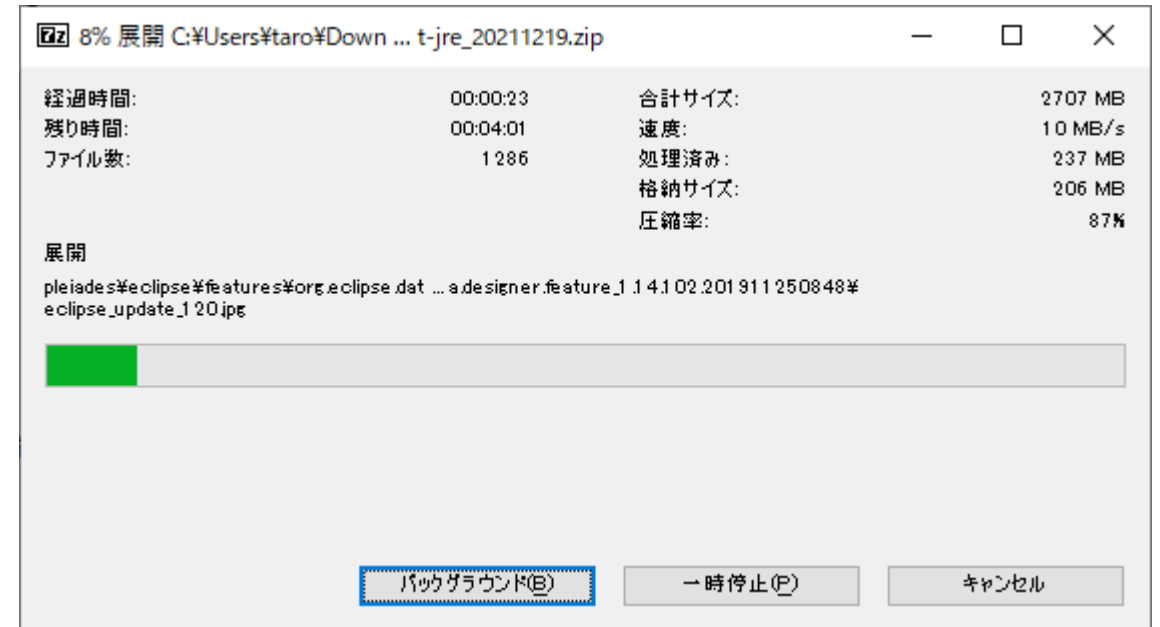 7z 8% 展開 C:¥Users¥taro¥Down ... t-jre_20211219.zip
経過時間: 00:00:23 合計サイズ: 2707 MB
残り時間: 00:04:01 速度: 10 MB/s
ファイル数: 1286 処理済み: 237 MB
格納サイズ: 206 MB
圧縮率: 87%
展開
pleiades¥eclipse¥features¥org.eclipse.dat ... a.designer.feature_1.14.102.201911250848¥
eclipse_update_120.jpg
バックグラウンド(B) 一時停止(P) キャンセル